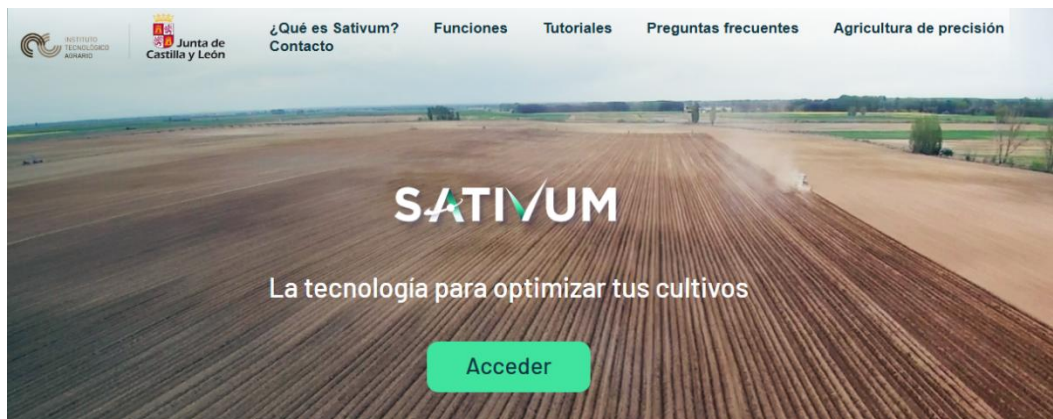 INSTITUTO
TECNOLÓGICO
AGRARIO
Junta de
Castilla y León
¿Qué es Sativum?
Funciones
Tutoriales
Preguntas frecuentes
Agricultura de precisión
Contacto
SATIVUM
La tecnología para optimizar tus cultivos
Acceder